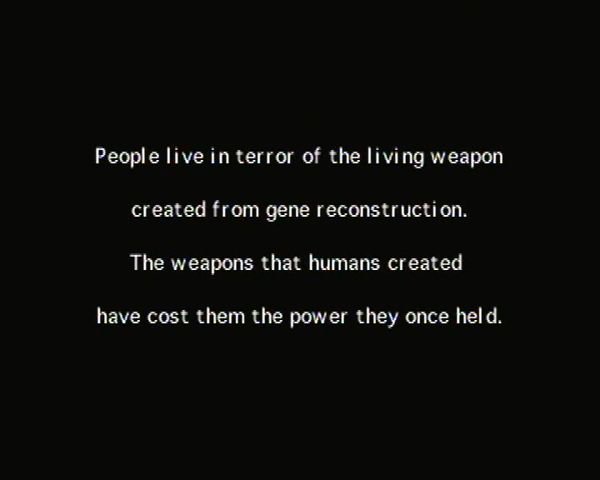 People live in terror of the living weapon
created from gene reconstruction.
The weapons that humans created
have cost them the power they once held.